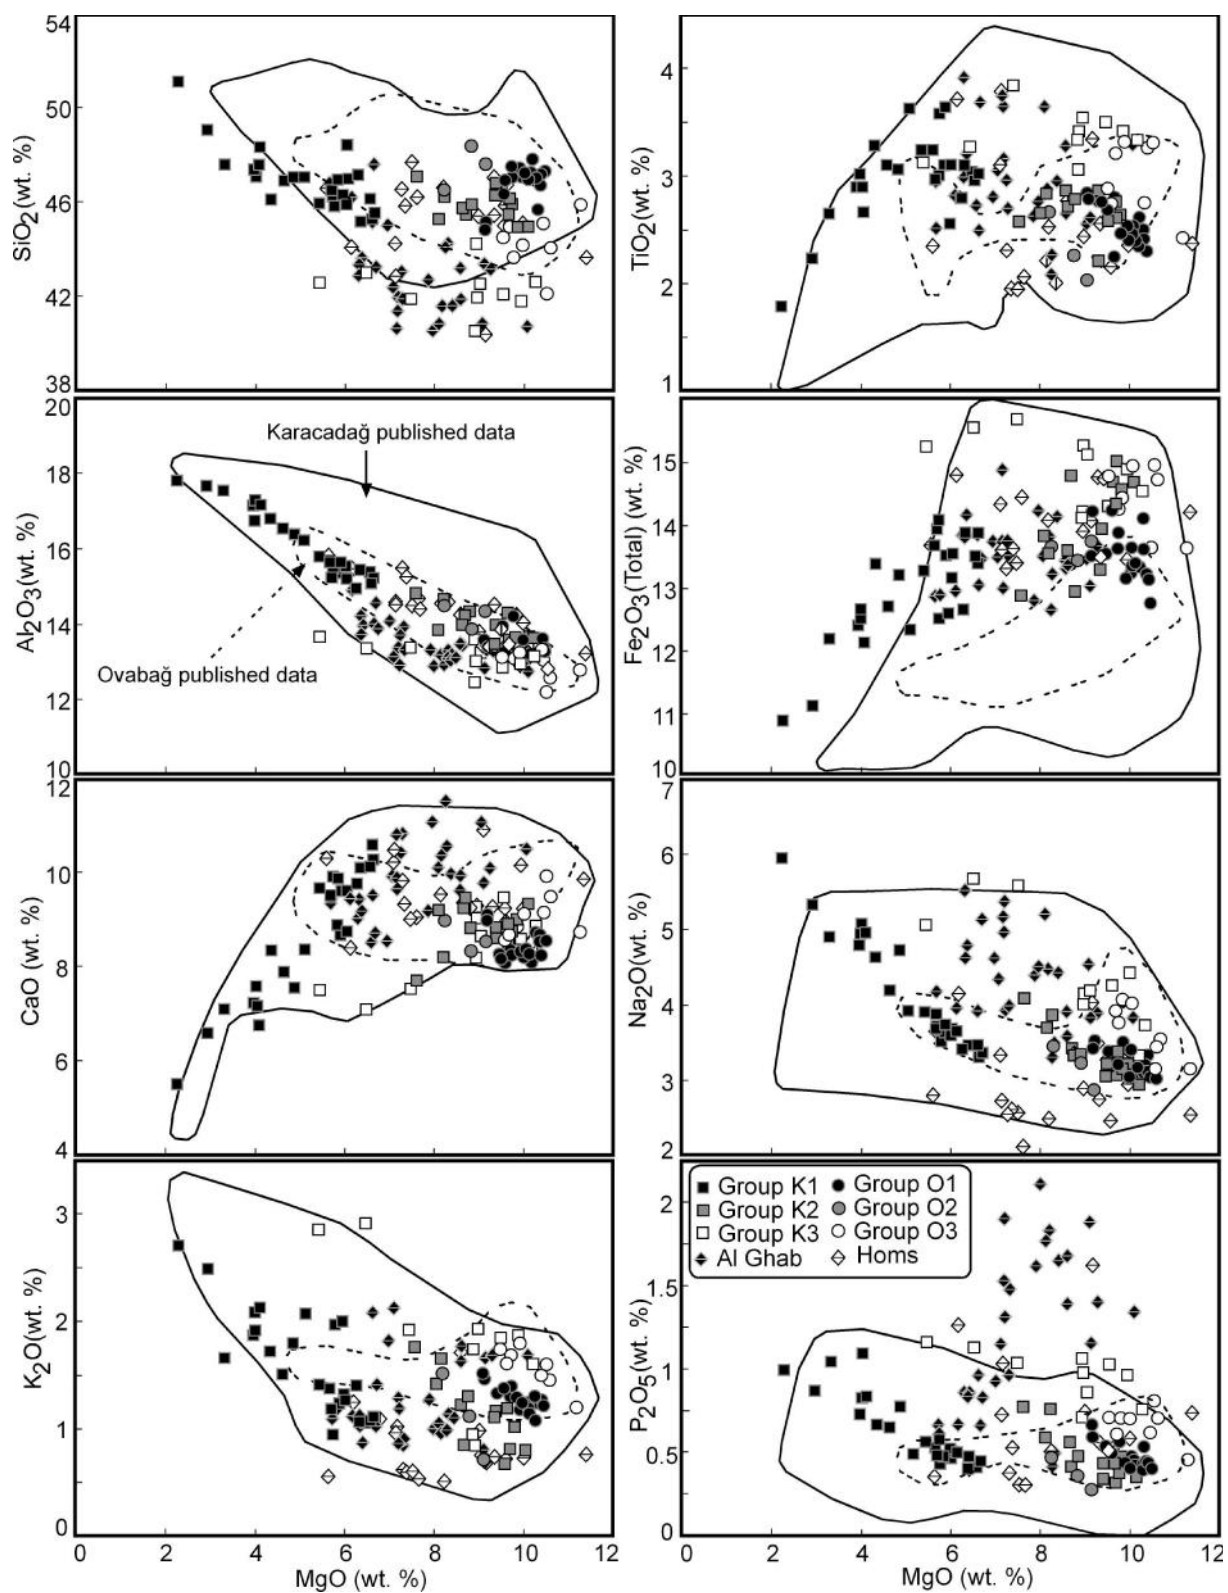 54
50
46
42
38
SiO2(wt. %)
4
3
2
1
TiO2(wt. %)
20
18
16
14
12
10
Al2O3(wt. %)
Karacadağ published data
Ovabağ published data
15
14
13
12
11
10
Fe2O3(Total) (wt. %)
12
10
8
6
4
CaO (wt. %)
7
6
5
4
3
2
Na2O(wt. %)
3
2
1
0
K2O(wt. %)
0 2 4 6 8 10 12
MgO (wt. %)
2
1.5
1
0.5
0
P2O5(wt. %)
Group K1 Group O1
Group K2 Group O2
Group K3 Group O3
Al Ghab Homs
0 2 4 6 8 10 12
MgO (wt. %)